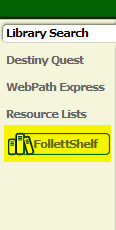 Library Search
Destiny Quest
WebPath Express
Resource Lists
FollettShelf